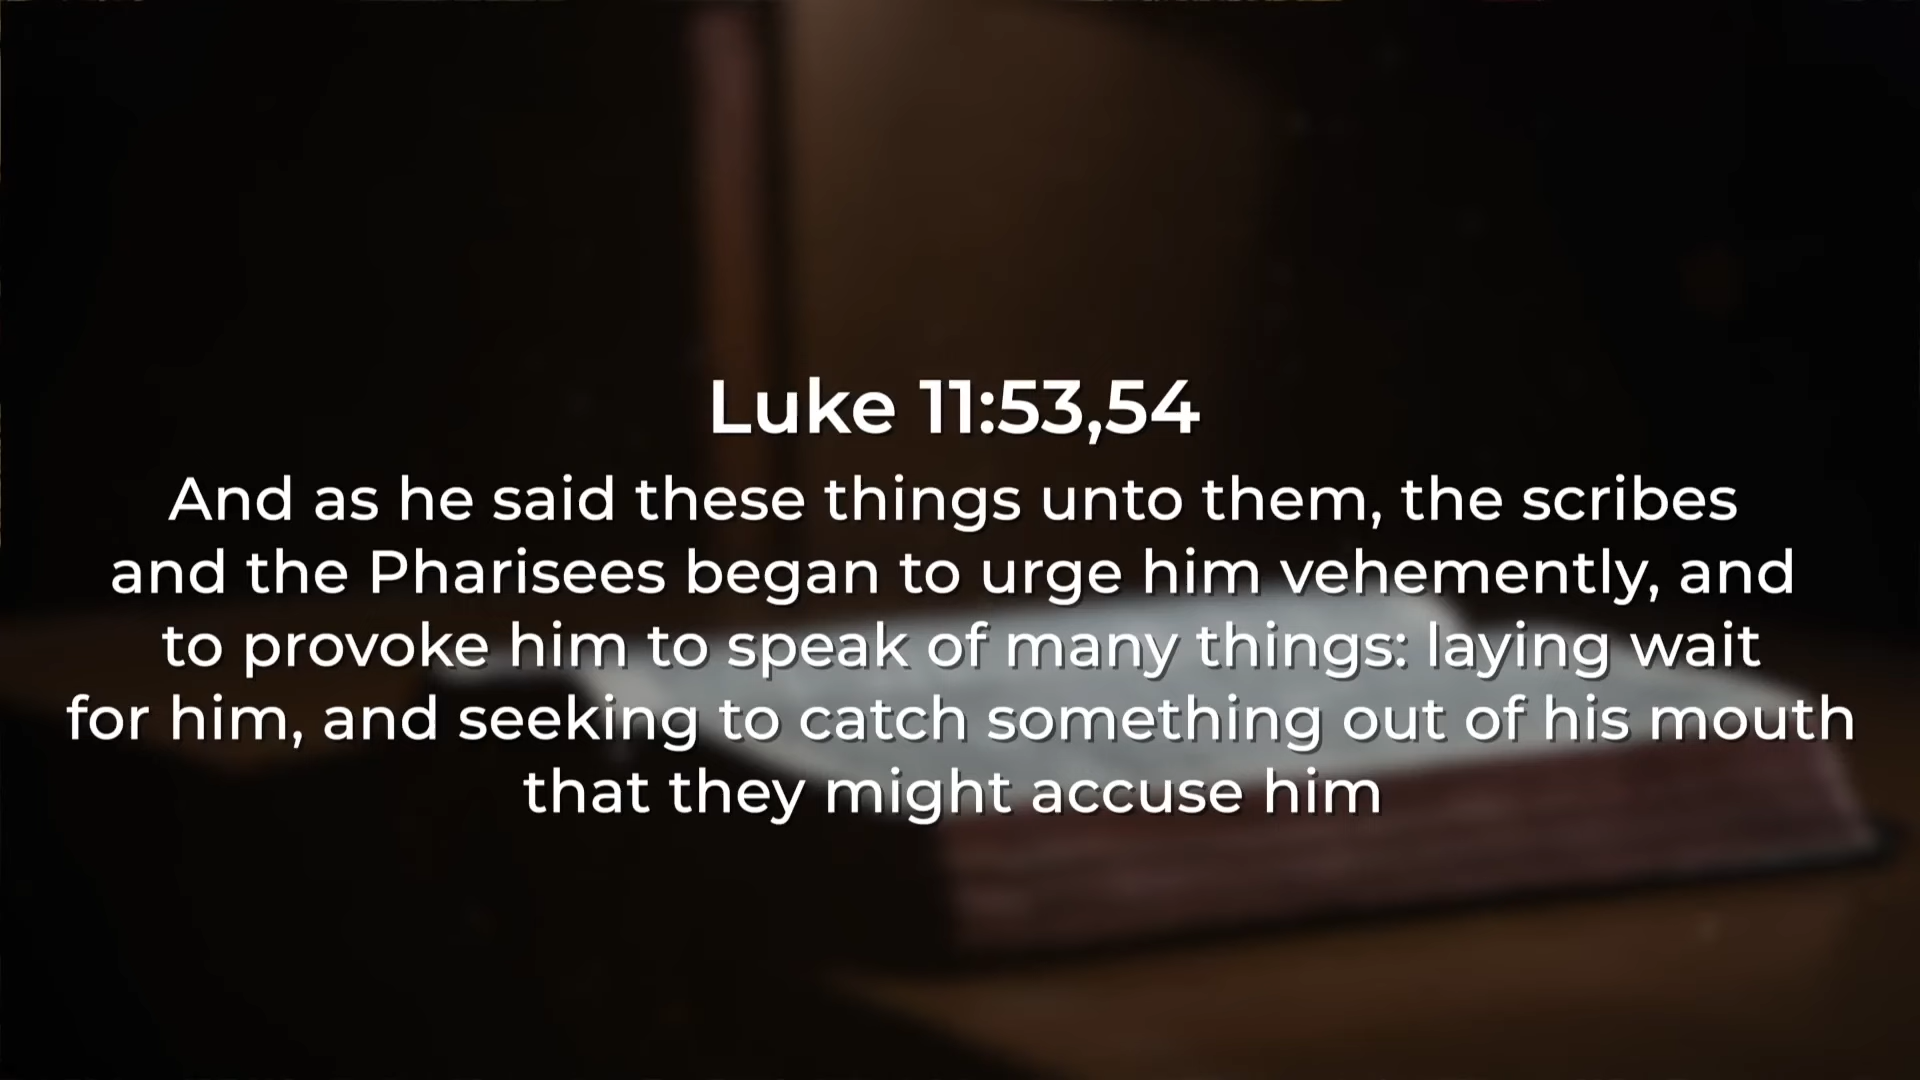 Luke 11:53,54
And as he said these things unto them, the scribes
and the Pharisees began to urge him vehemently, and
to provoke him to speak of many things: laying wait
for him, and seeking to catch something out of his mouth
that they might accuse him